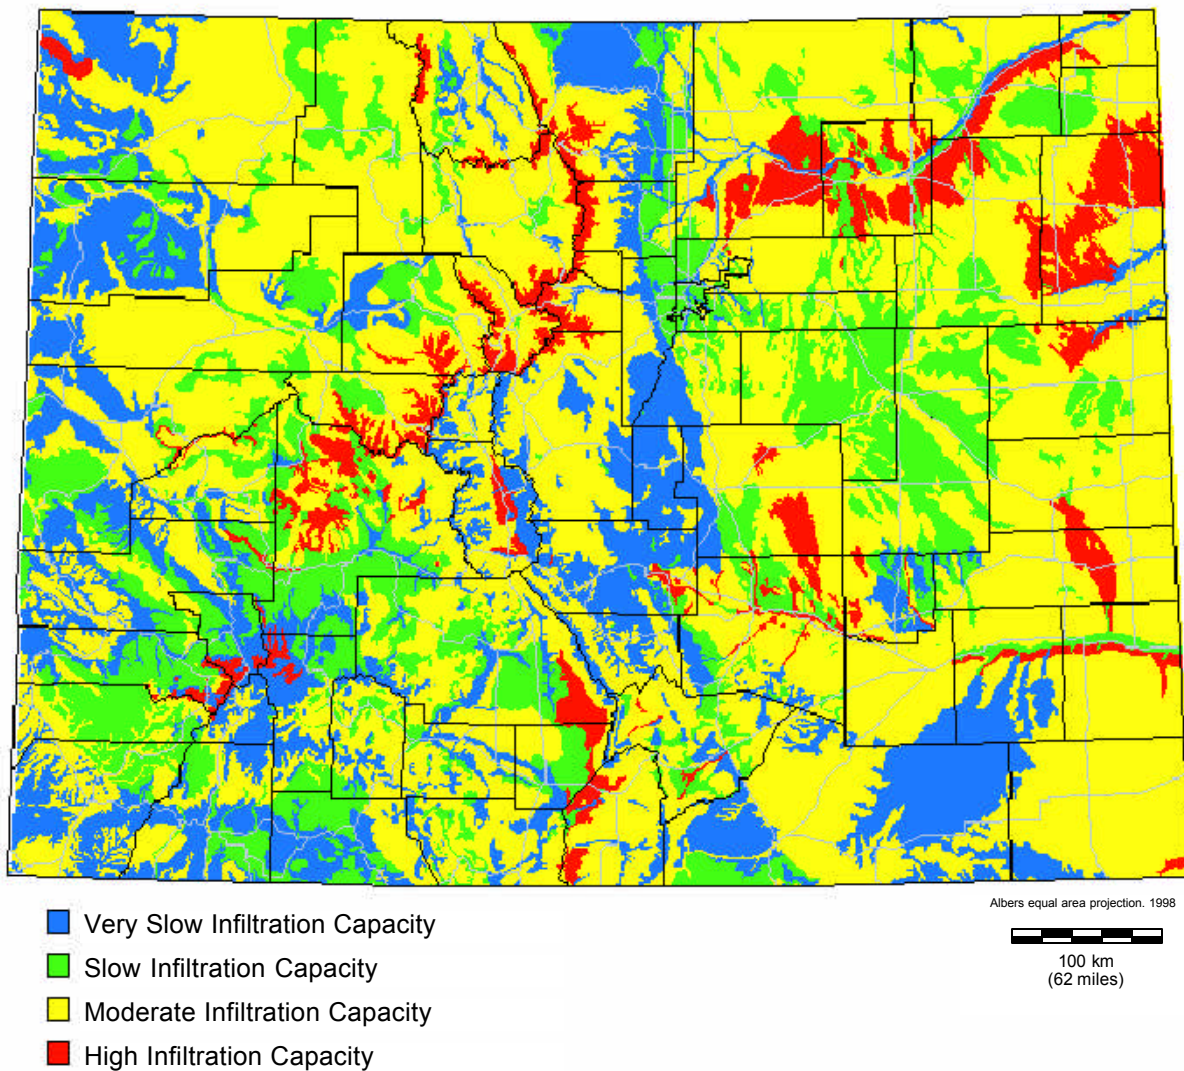 Albers equal area projection. 1998
100 km
(62 miles)
Very Slow Infiltration Capacity
Slow Infiltration Capacity
Moderate Infiltration Capacity
High Infiltration Capacity